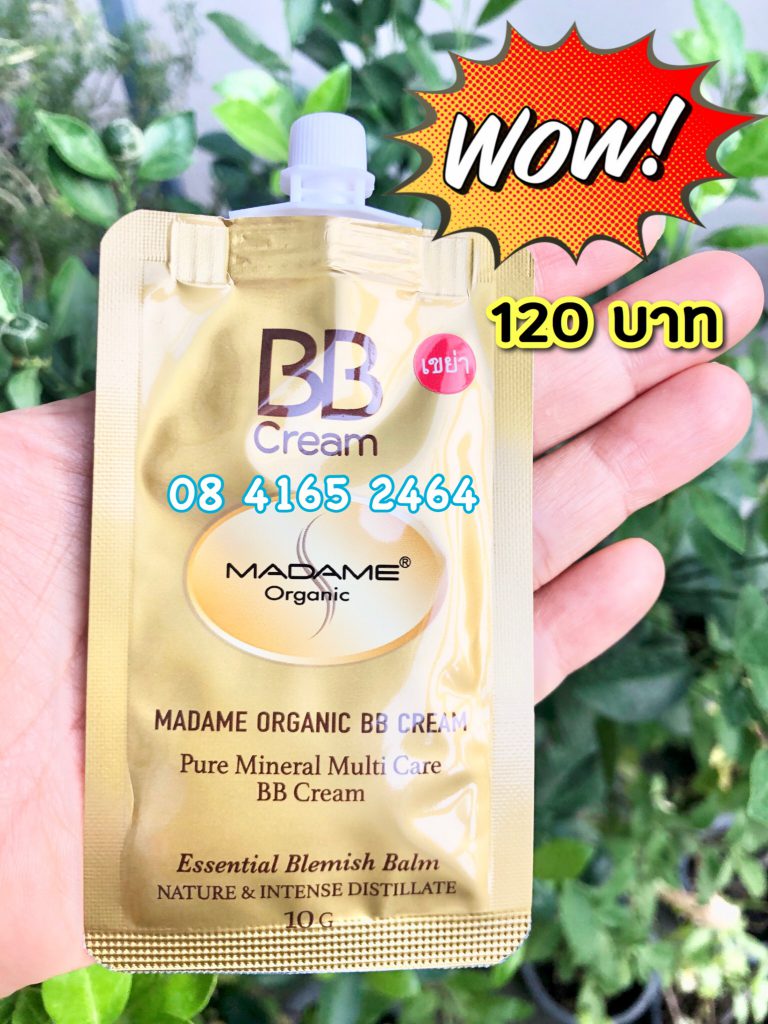 WOW!
120 บาท
BB
Cream
เขย่า
08 4165 2464
MADAME®
Organic
MADAME ORGANIC BB CREAM
Pure Mineral Multi Care
BB Cream
Essential Blemish Balm
NATURE & INTENSE DISTILLATE
10 G